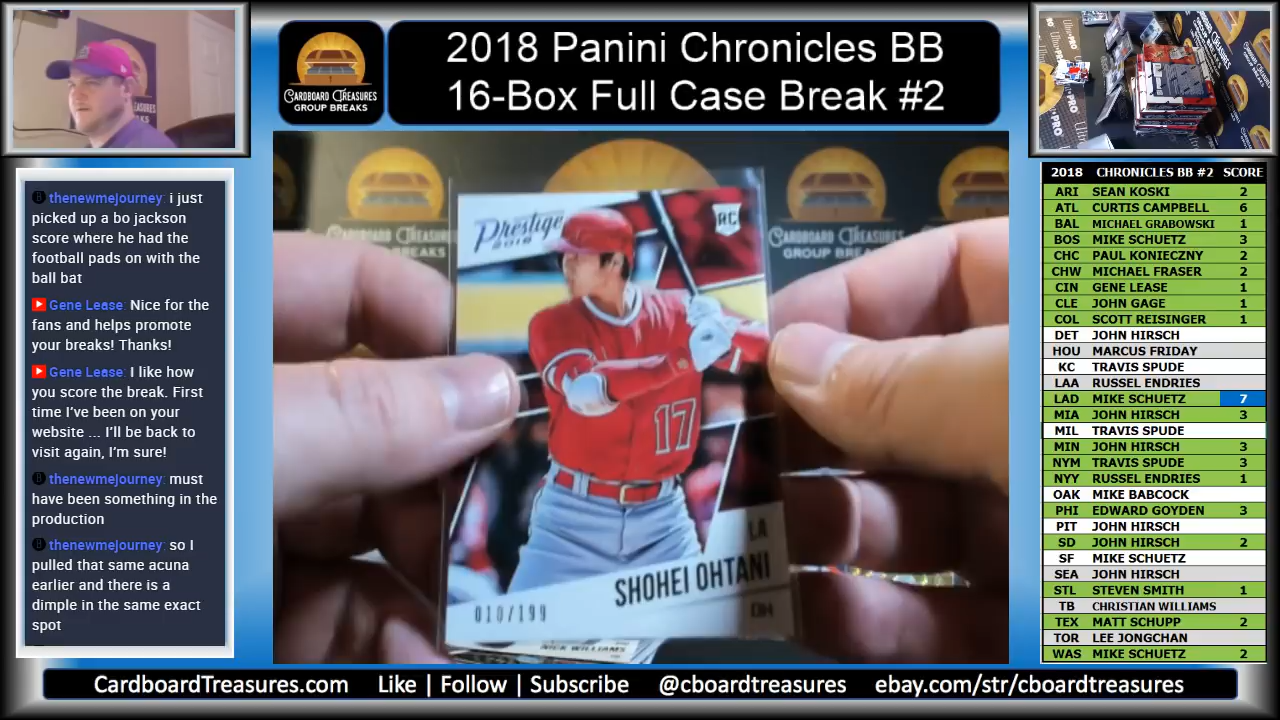 2018 Panini Chronicles BB
16-Box Full Case Break #2
CARDBOARD TREASURES
GROUP BREAKS
thenewmejourney: i just
picked up a bo jackson
score where he had the
football pads on with the
ball bat
Gene Lease: Nice for the
fans and helps promote
your breaks! Thanks!
Gene Lease: I like how
you score the break. First
time I've been on your
website ... I'll be back to
visit again, I'm sure!
thenewmejourney: must
have been something in the
production
thenewmejourney: so I
pulled that same acuna
earlier and there is a
dimple in the same exact
spot
CARDBOARD TREASURES
GROUP BREAKS
Prestige
2018
RC
17
LA
SHOHEI OHTANI
010/199
DH
NICK WILLIAMS
2018 CHRONICLES BB #2 SCORE
ARI SEAN KOSKI 2
ATL CURTIS CAMPBELL 6
BAL MICHAEL GRABOWSKI 1
BOS MIKE SCHUETZ 3
CHC PAUL KONIECZNY 2
CHW MICHAEL FRASER 2
CIN GENE LEASE 1
CLE JOHN GAGE 1
COL SCOTT REISINGER 1
DET JOHN HIRSCH
HOU MARCUS FRIDAY
KC TRAVIS SPUDE
LAA RUSSEL ENDRIES
LAD MIKE SCHUETZ 7
MIA JOHN HIRSCH 3
MIL TRAVIS SPUDE
MIN JOHN HIRSCH 3
NYM TRAVIS SPUDE 3
NYY RUSSEL ENDRIES 1
OAK MIKE BABCOCK
PHI EDWARD GOYDEN 3
PIT JOHN HIRSCH
SD JOHN HIRSCH 2
SF MIKE SCHUETZ
SEA JOHN HIRSCH
STL STEVEN SMITH 1
TB CHRISTIAN WILLIAMS
TEX MATT SCHUPP 2
TOR LEE JONGCHAN
WAS MIKE SCHUETZ 2
CardboardTreasures.com Like | Follow | Subscribe @cboardtreasures ebay.com/str/cboardtreasures